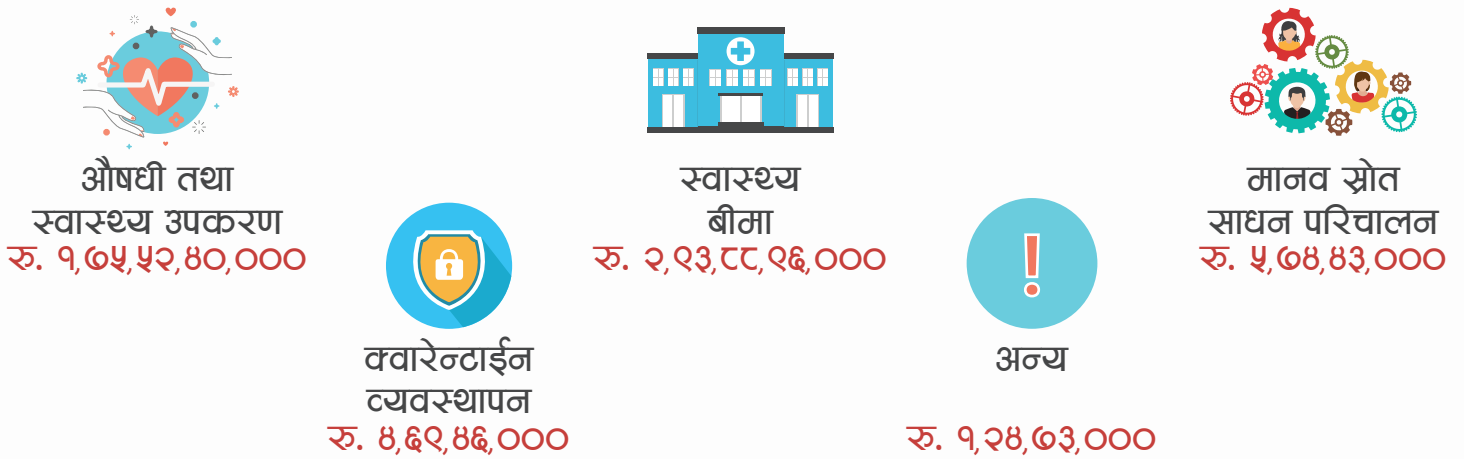 औषधी तथा
स्वास्थ्य उपकरण
रु. १,७५,५२,४०,०००
क्वारेन्टाईन
व्यवस्थापन
रु. ४,६९,४६,०००
स्वास्थ्य
बीमा
रु. २,९३,८८,९६,०००
अन्य
रु. १,२४,७३,०००
मानव स्रोत
साधन परिचालन
रु. ५,७४,४३,०००